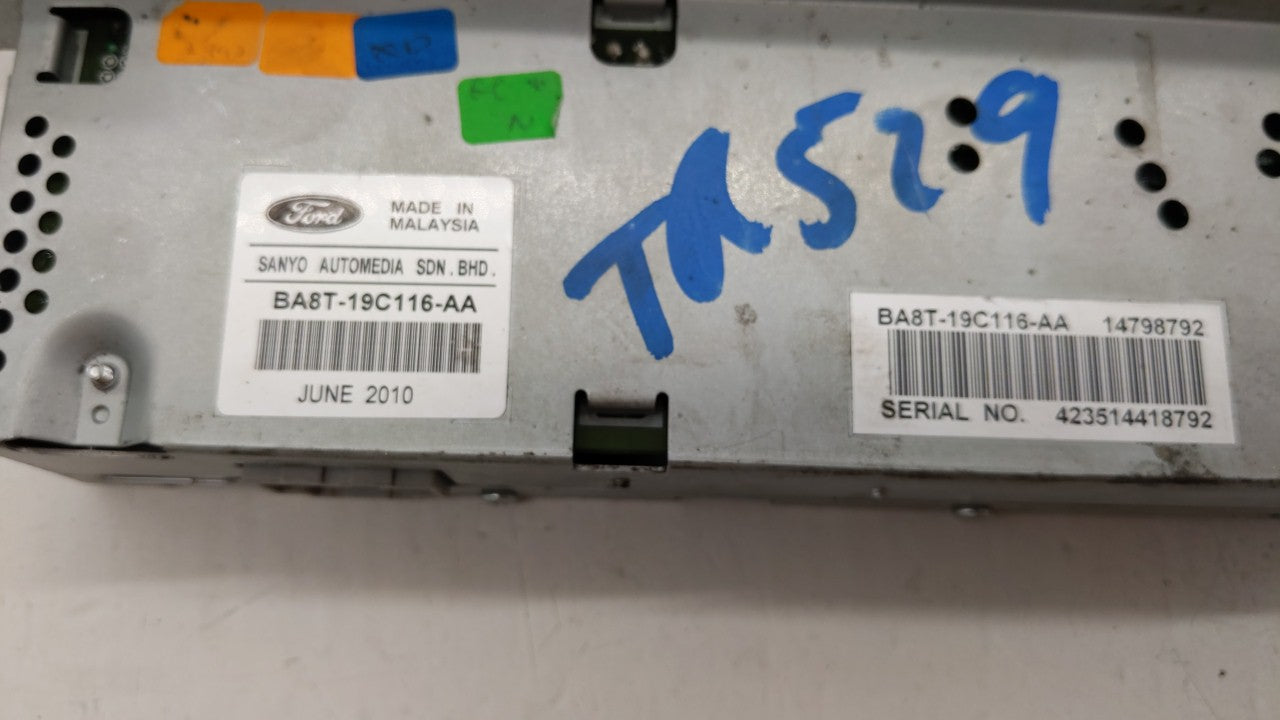 TR529
Ford
MADE IN
MALAYSIA
SANYO AUTOMEDIA SDN.BHD.
BA8T-19C116-AA
JUNE 2010
BA8T-19C116-AA 14798792
SERIAL NO. 423514418792